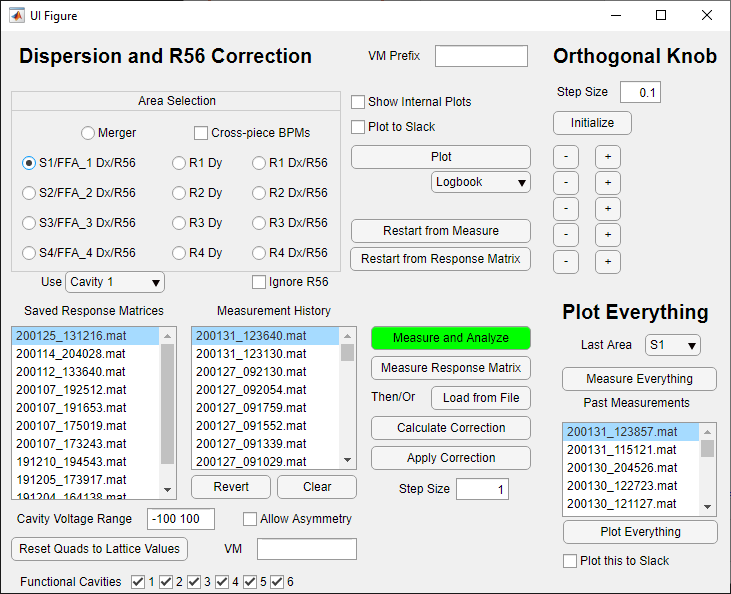 UI Figure
Dispersion and R56 Correction
VM Prefix
Orthogonal Knob
Area Selection
Merger
Cross-piece BPMs
S1/FFA_1 Dx/R56
R1 Dy
R1 Dx/R56
S2/FFA_2 Dx/R56
R2 Dy
R2 Dx/R56
S3/FFA_3 Dx/R56
R3 Dy
R3 Dx/R56
S4/FFA_4 Dx/R56
R4 Dy
R4 Dx/R56
Use
Cavity 1
Ignore R56
Show Internal Plots
Plot to Slack
Plot
Logbook
Restart from Measure
Restart from Response Matrix
Step Size
0.1
Initialize
- +
- +
- +
- +
- +
Saved Response Matrices
200125_131216.mat
200114_204028.mat
200112_133640.mat
200107_192512.mat
200107_191653.mat
200107_175019.mat
200107_173243.mat
191210_194543.mat
191205_173917.mat
191204_164138.mat
Measurement History
200131_123640.mat
200131_123130.mat
200127_092130.mat
200127_092054.mat
200127_091759.mat
200127_091552.mat
200127_091339.mat
200127_091029.mat
Revert
Clear
Measure and Analyze
Measure Response Matrix
Then/Or
Load from File
Calculate Correction
Apply Correction
Step Size
1
Plot Everything
Last Area
S1
Measure Everything
Past Measurements
200131_123857.mat
200131_115121.mat
200130_204526.mat
200130_122723.mat
200130_121127.mat
Plot Everything
Plot this to Slack
Cavity Voltage Range
-100 100
Allow Asymmetry
Reset Quads to Lattice Values
VM
Functional Cavities
1 2 3 4 5 6